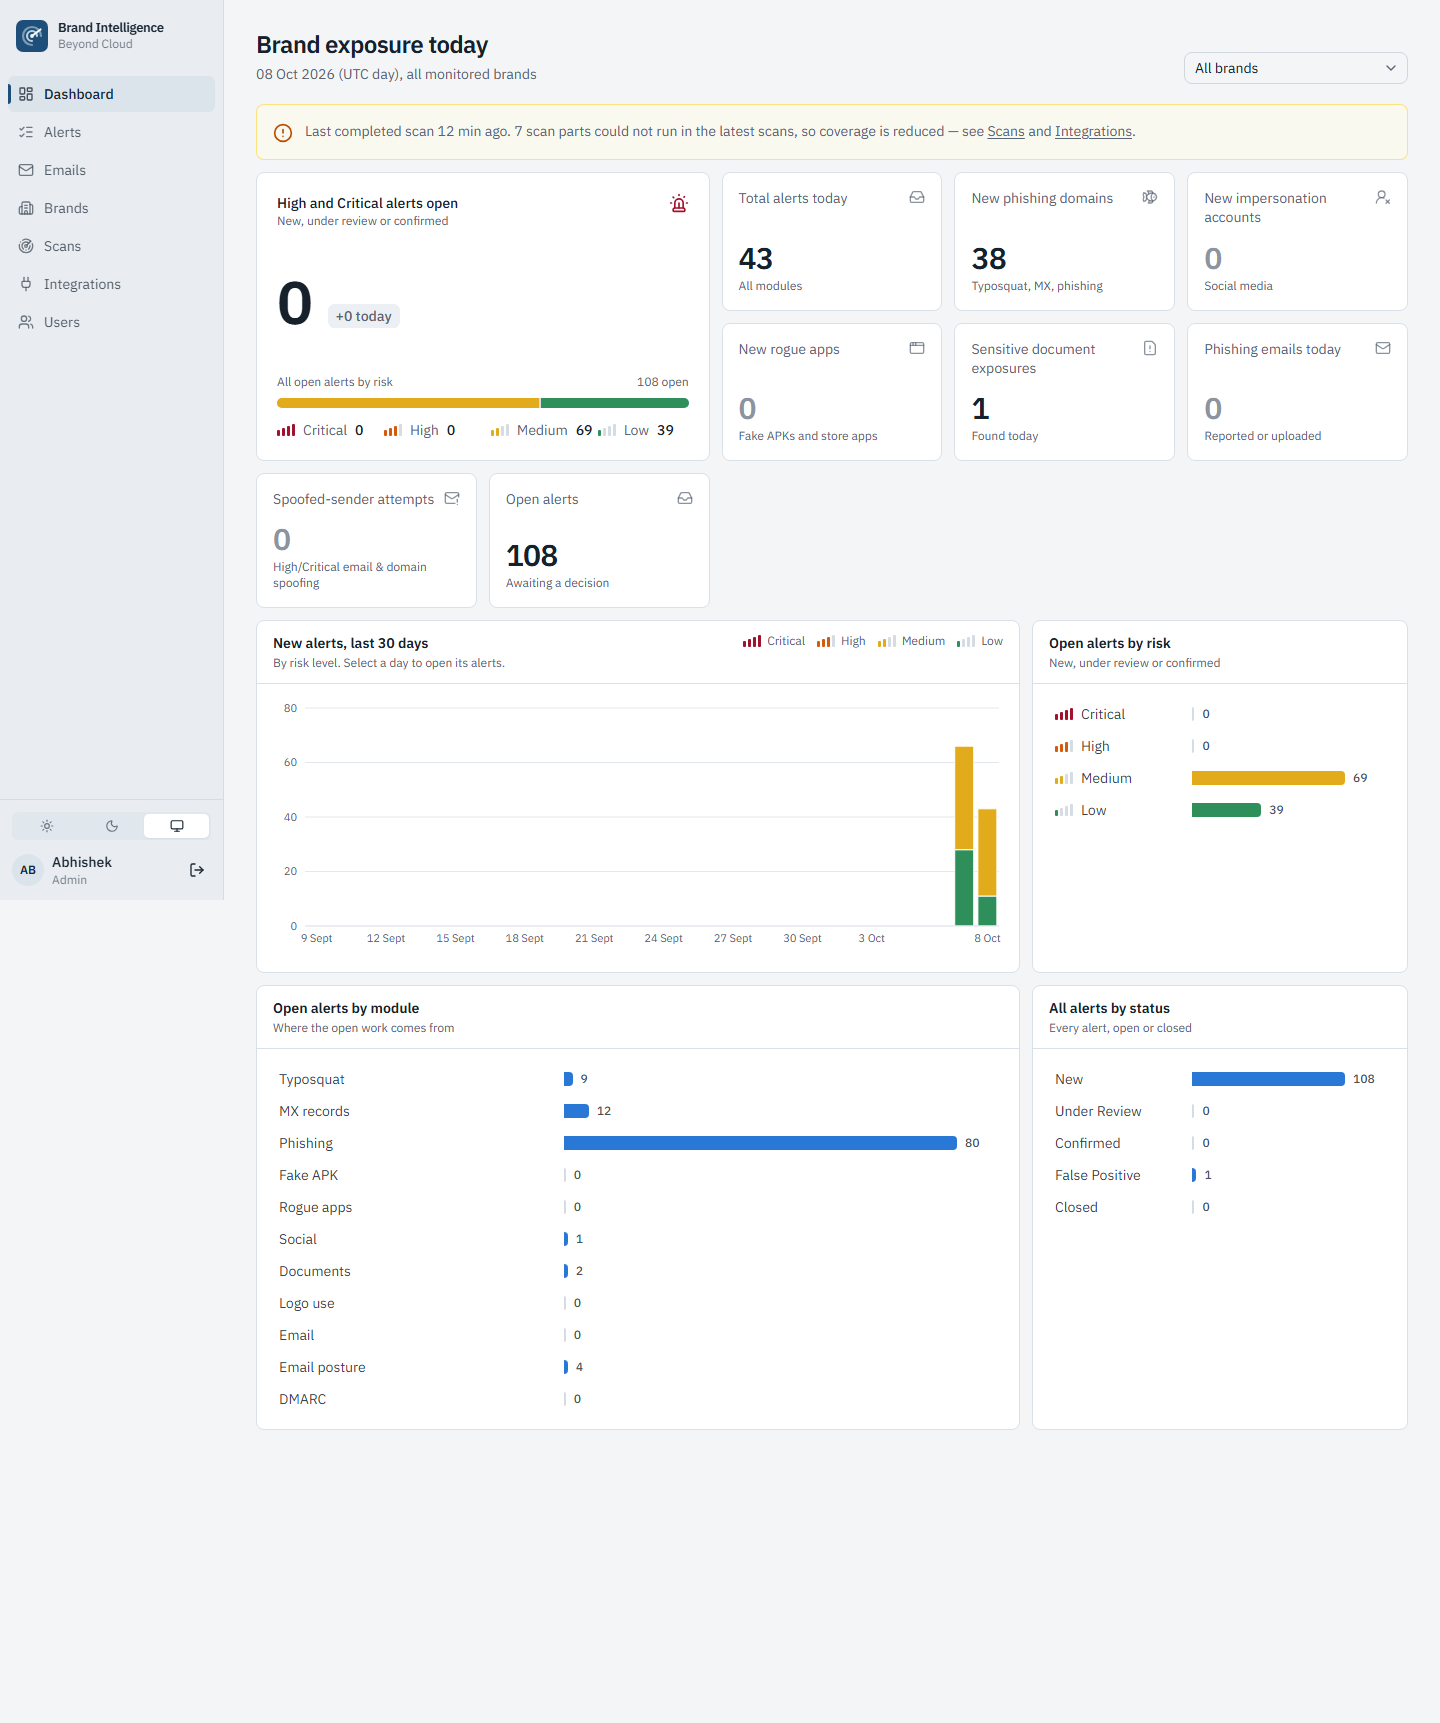 Brand Intelligence
Beyond Cloud
Dashboard
Alerts
Emails
Brands
Scans
Integrations
Users
AB
Abhishek
Admin
Brand exposure today
08 Oct 2026 (UTC day), all monitored brands
All brands
Last completed scan 12 min ago. 7 scan parts could not run in the latest scans, so coverage is reduced — see Scans and Integrations.
High and Critical alerts open
New, under review or confirmed
0
+0 today
All open alerts by risk
108 open
Critical 0
High 0
Medium 69
Low 39
Total alerts today
43
All modules
New phishing domains
38
Typosquat, MX, phishing
New impersonation
accounts
0
Social media
New rogue apps
0
Fake APKs and store apps
Sensitive document
exposures
1
Found today
Phishing emails today
0
Reported or uploaded
Spoofed-sender attempts
0
High/Critical email & domain
spoofing
Open alerts
108
Awaiting a decision
New alerts, last 30 days
By risk level. Select a day to open its alerts.
Critical
High
Medium
Low
80
60
40
20
0
9 Sept
12 Sept
15 Sept
18 Sept
21 Sept
24 Sept
27 Sept
30 Sept
3 Oct
8 Oct
Open alerts by risk
New, under review or confirmed
Critical 0
High 0
Medium 69
Low 39
Open alerts by module
Where the open work comes from
Typosquat 9
MX records 12
Phishing 80
Fake APK 0
Rogue apps 0
Social 1
Documents 2
Logo use 0
Email 0
Email posture 4
DMARC 0
All alerts by status
Every alert, open or closed
New 108
Under Review 0
Confirmed 0
False Positive 1
Closed 0